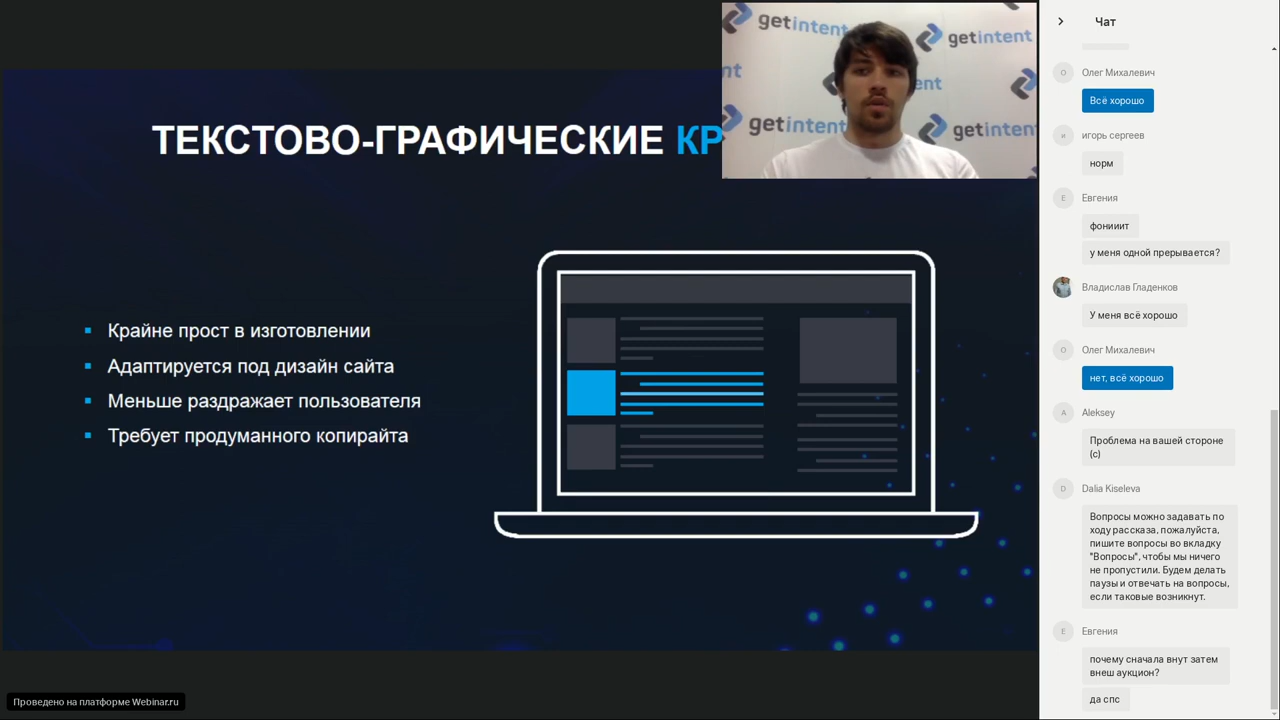 getintent
getintent
nt
ent
getintent
getintent
ТЕКСТОВО-ГРАФИЧЕСКИЕ КР
Крайне прост в изготовлении
Адаптируется под дизайн сайта
Меньше раздражает пользователя
Требует продуманного копирайта
Проведено на платформе Webinar.ru
Чат
О
Олег Михалевич
Всё хорошо
и
игорь сергеев
норм
Е
Евгения
фонииит
у меня одной прерывается?
Владислав Гладенков
У меня всё хорошо
О
Олег Михалевич
нет, всё хорошо
A
Aleksey
Проблема на вашей стороне
(с)
D
Dalia Kiseleva
Вопросы можно задавать по
ходу рассказа, пожалуйста,
пишите вопросы во вкладку
"Вопросы", чтобы мы ничего
не пропустили. Будем делать
паузы и отвечать на вопросы,
если таковые возникнут.
Е
Евгения
почему сначала внут затем
внеш аукцион?
да спс